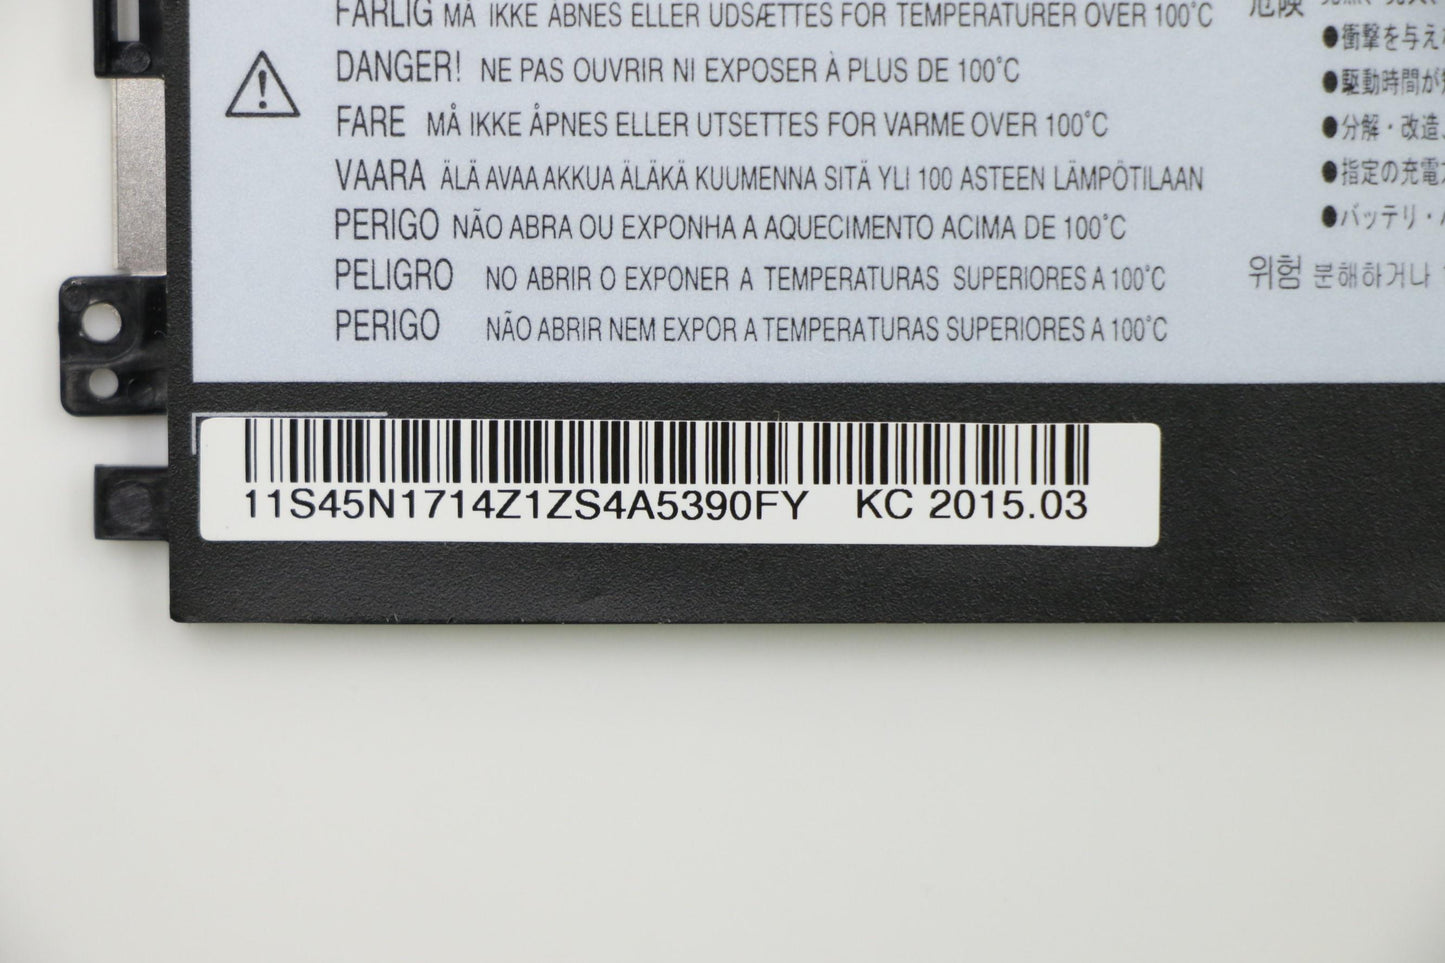 FARLIG MÅ IKKE ÅBNES ELLER UDSÆTTES FOR TEMPERATURER OVER 100°C
DANGER! NE PAS OUVRIR NI EXPOSER À PLUS DE 100°C
FARE MÅ IKKE ÅPNES ELLER UTSETTES FOR VARME OVER 100°C
VAARA ÄLÄ AVAA AKKUA ÄLÄKÄ KUUMENNA SITÄ YLI 100 ASTEEN LÄMPÖTILAAN
PERIGO NÃO ABRA OU EXPONHA A AQUECIMENTO ACIMA DE 100°C
PELIGRO NO ABRIR O EXPONER A TEMPERATURAS SUPERIORES A 100°C
PERIGO NÃO ABRIR NEM EXPOR A TEMPERATURAS SUPERIORES A 100°C
危険
●衝撃を与え
●駆動時間が
●分解・改造、
●指定の充電
●バッテリ・
위험 분해하거나
11S45N1714Z1ZS4A5390FY KC 2015.03